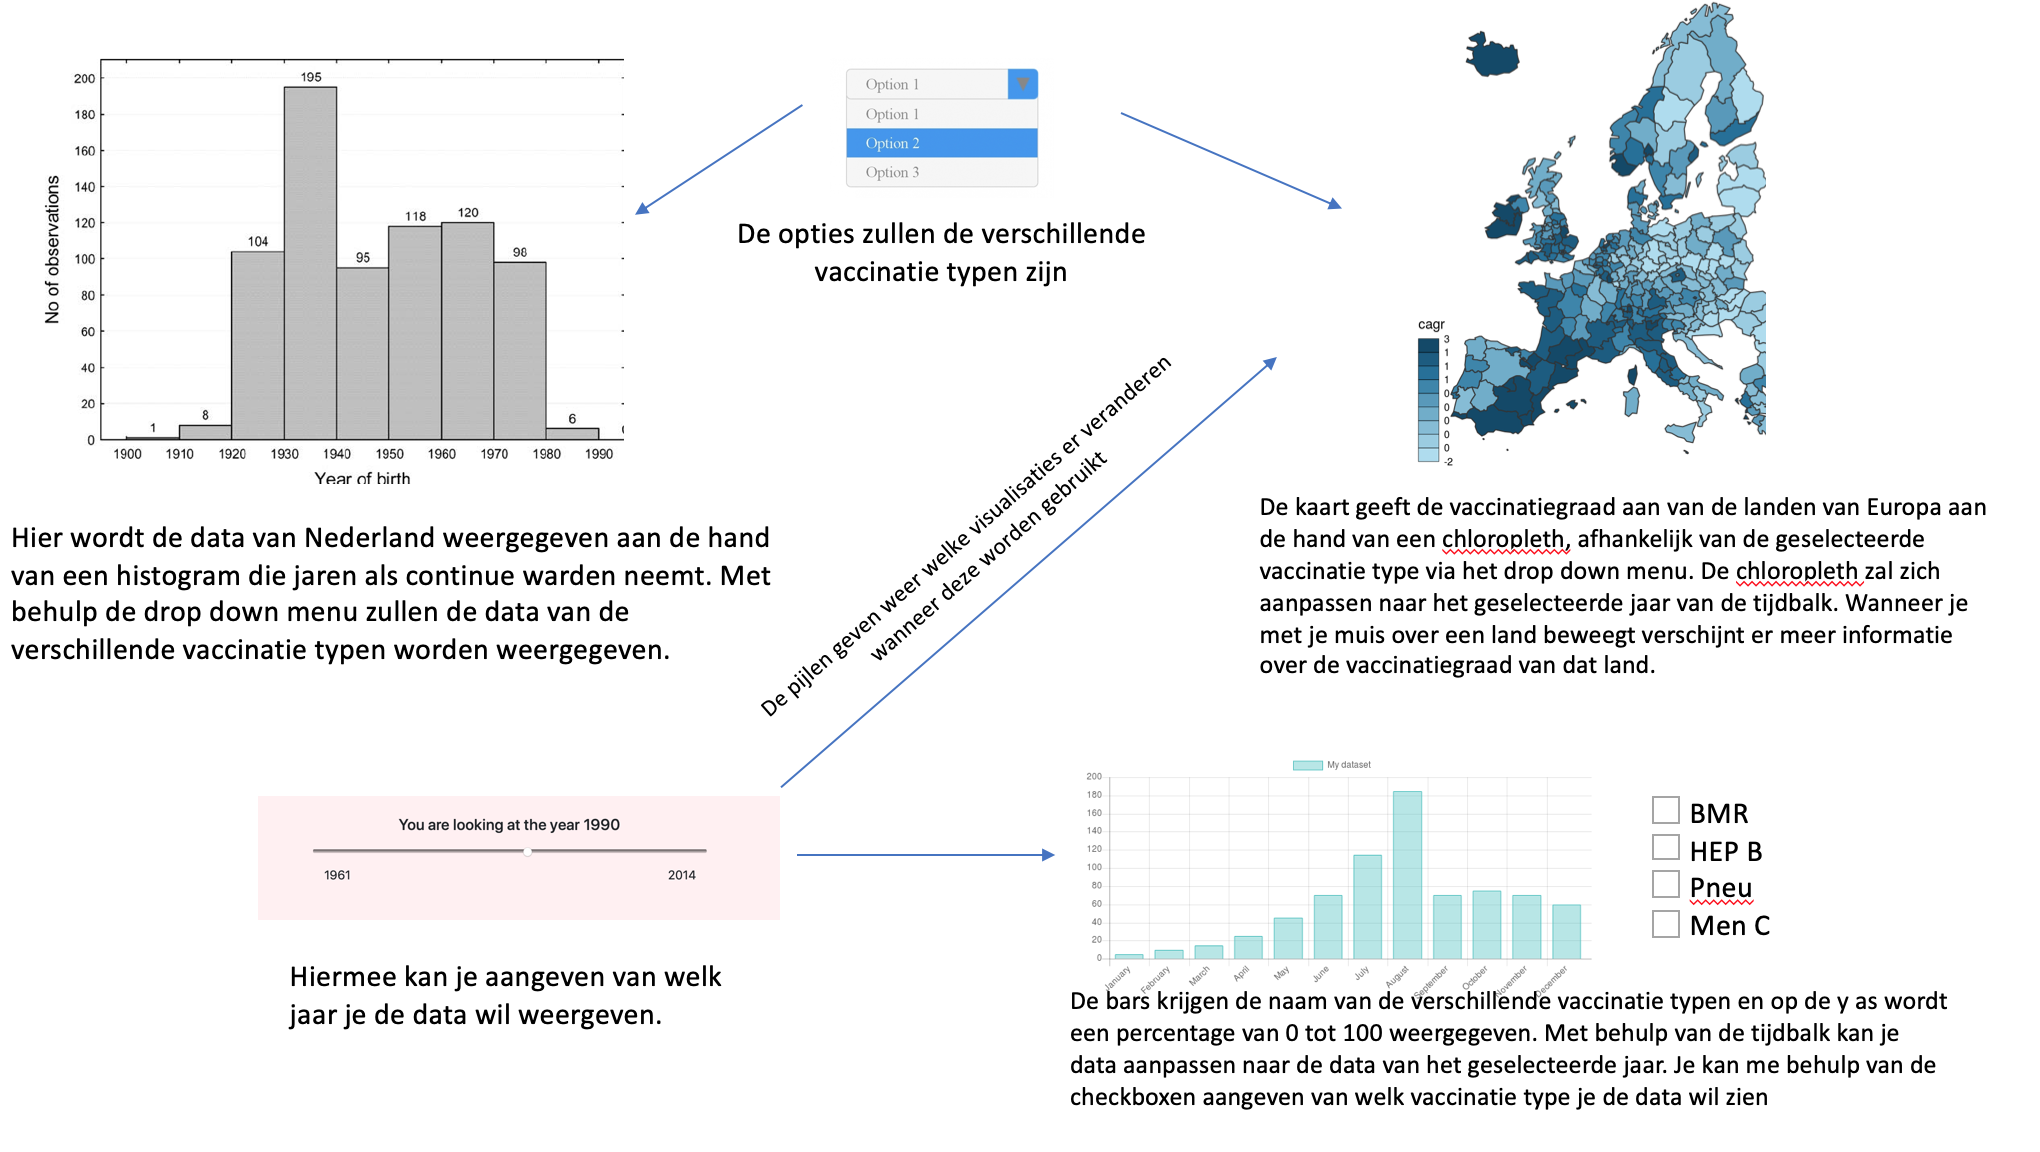 200
180
160
140
120
100
80
60
40
20
0
No of observations
1
8
104
195
95
118
120
98
6
1900 1910 1920 1930 1940 1950 1960 1970 1980 1990
Year of birth
Hier wordt de data van Nederland weergegeven aan de hand
van een histogram die jaren als continue warden neemt. Met
behulp de drop down menu zullen de data van de
verschillende vaccinatie typen worden weergegeven.
Option 1
Option 1
Option 2
Option 3
De opties zullen de verschillende
vaccinatie typen zijn
cagr
3
1
1
0
0
0
0
0
-2
De kaart geeft de vaccinatiegraad aan van de landen van Europa aan
de hand van een chloropleth, afhankelijk van de geselecteerde
vaccinatie type via het drop down menu. De chloropleth zal zich
aanpassen naar het geselecteerde jaar van de tijdbalk. Wanneer je
met je muis over een land beweegt verschijnt er meer informatie
over de vaccinatiegraad van dat land.
De pijlen geven weer welke visualisaties er veranderen
wanneer deze worden gebruikt
You are looking at the year 1990
1961 2014
Hiermee kan je aangeven van welk
jaar je de data wil weergeven.
My dataset
200
180
160
140
120
100
80
60
40
20
0
January February March April May June July August September October November December
BMR
HEP B
Pneu
Men C
De bars krijgen de naam van de verschillende vaccinatie typen en op de y as wordt
een percentage van 0 tot 100 weergegeven. Met behulp van de tijdbalk kan je
data aanpassen naar de data van het geselecteerde jaar. Je kan me behulp van de
checkboxen aangeven van welk vaccinatie type je de data wil zien